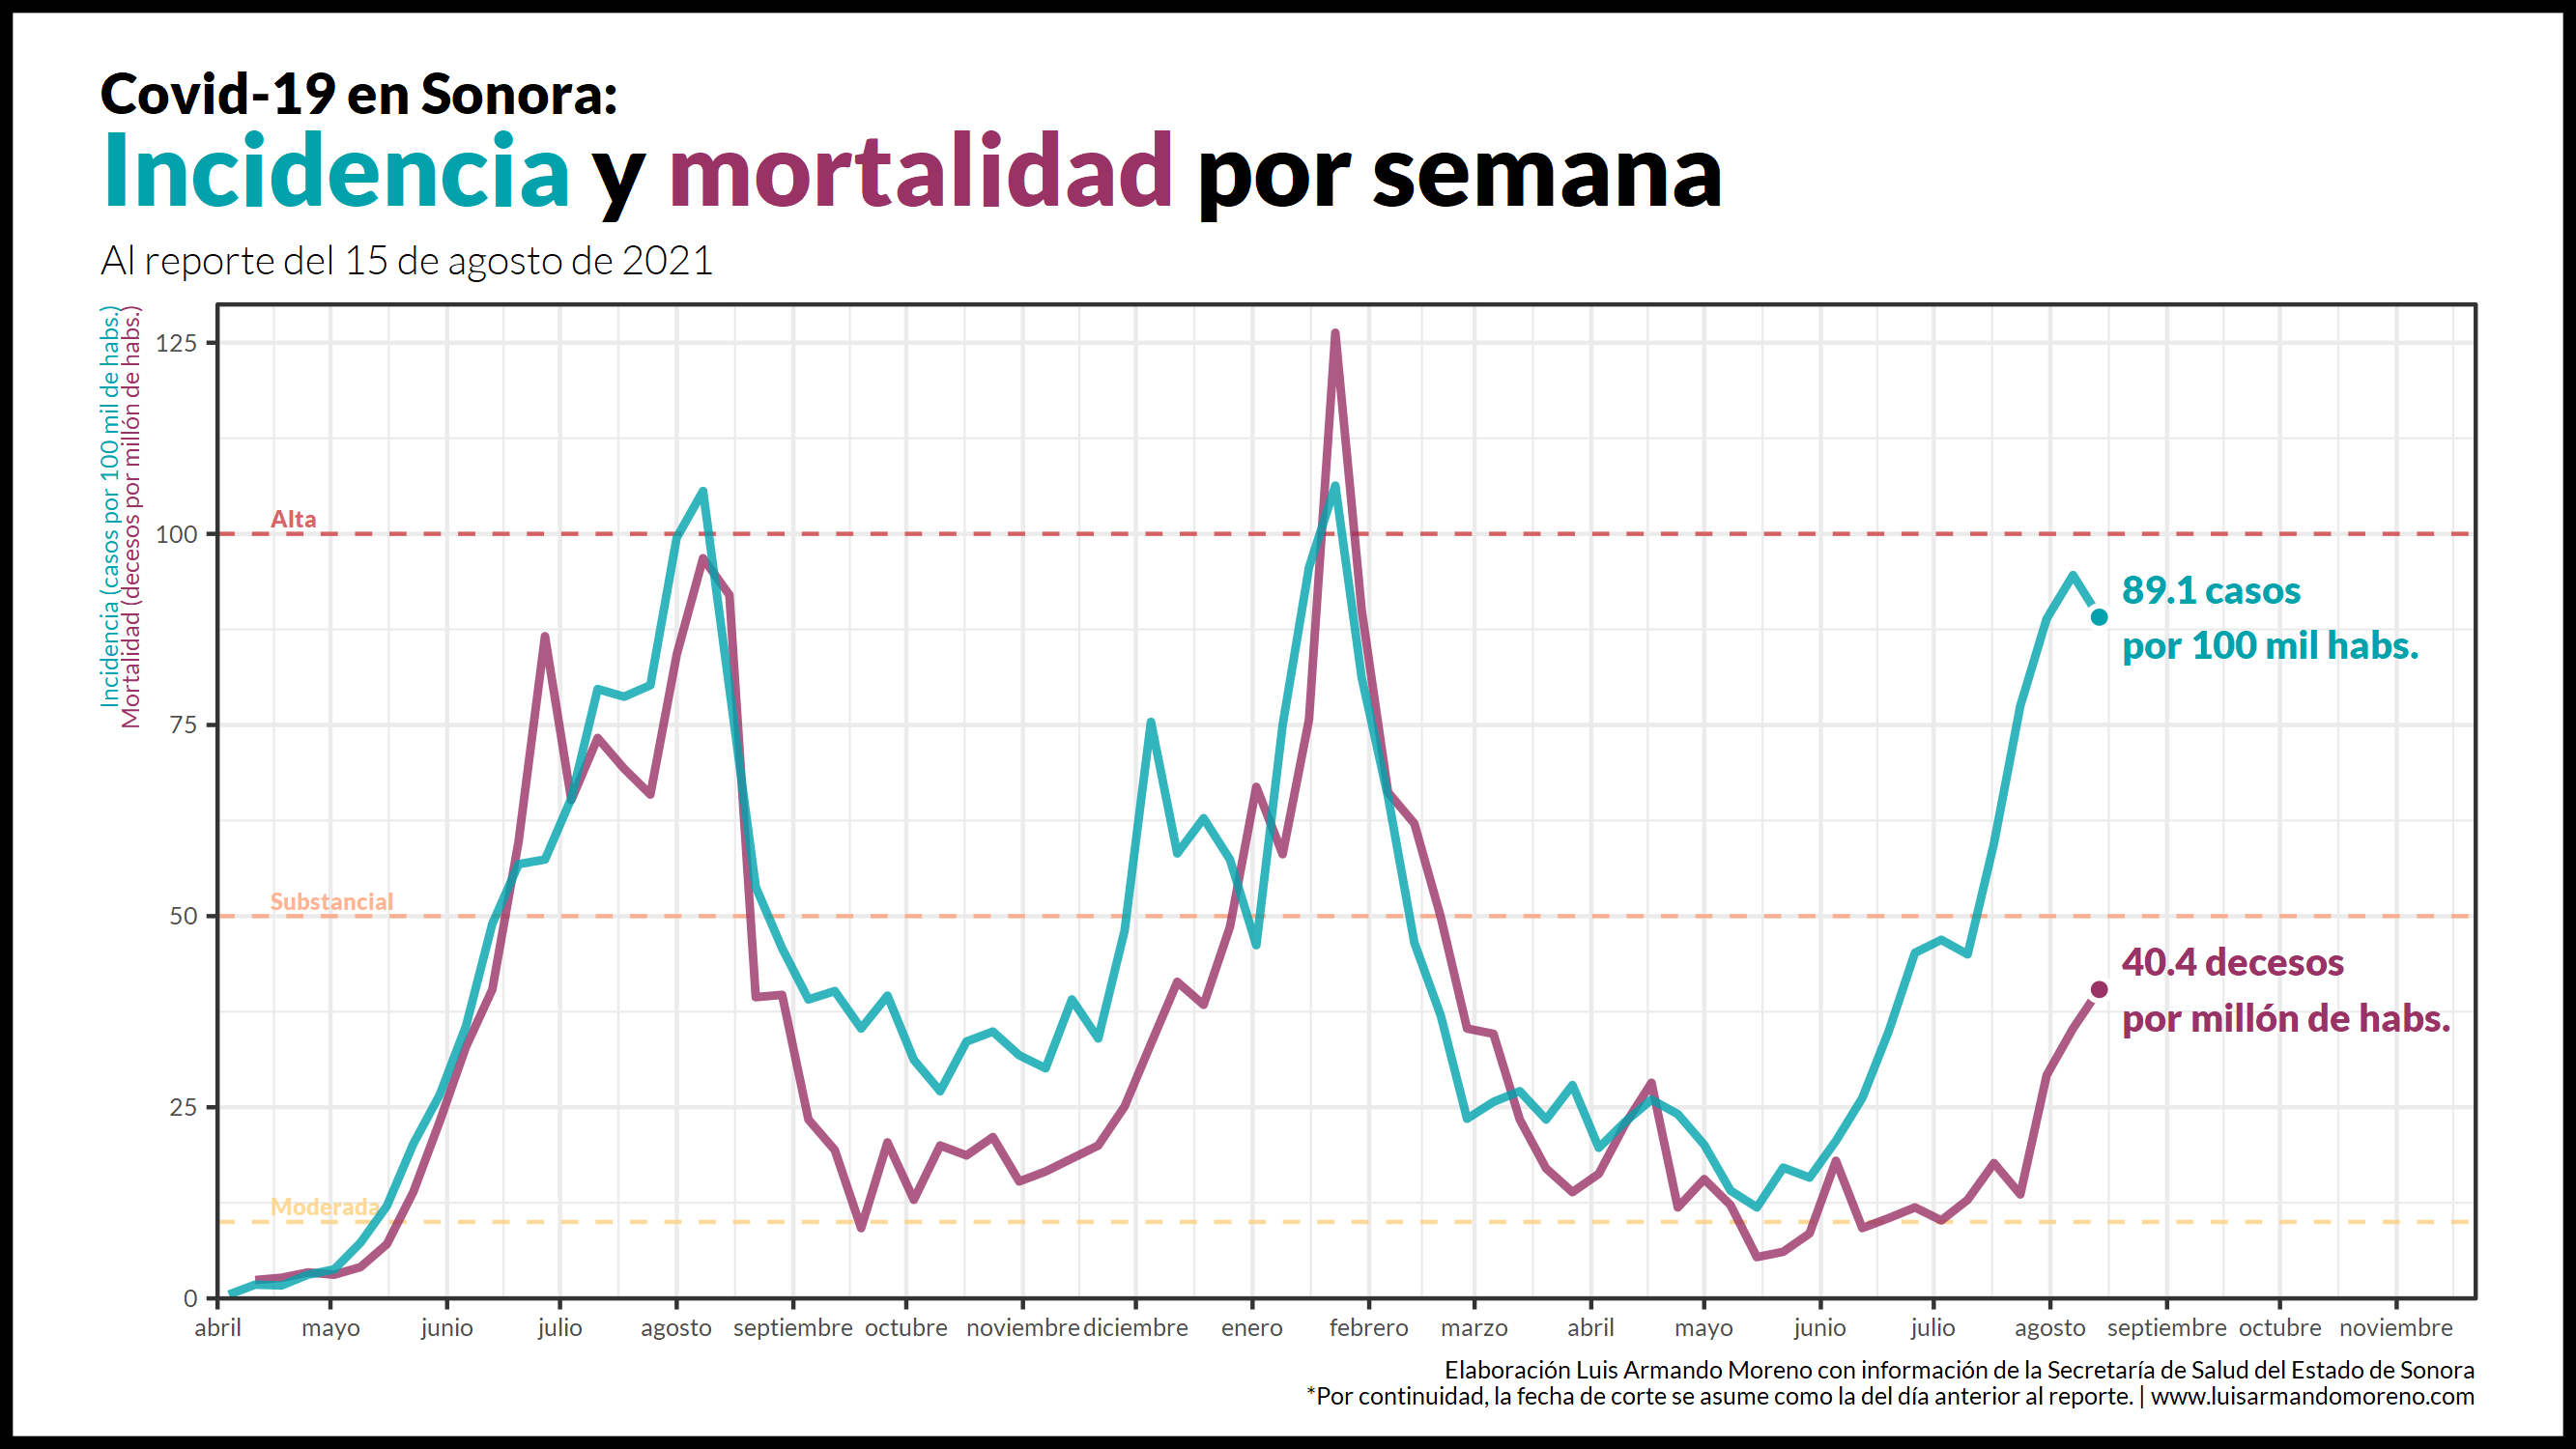 Covid-19 en Sonora:
Incidencia y mortalidad por semana
Al reporte del 15 de agosto de 2021
Incidencia (casos por 100 mil de habs.)
Mortalidad (decesos por millón de habs.)
125
100
75
50
25
0
Alta
Substancial
Moderada
89.1 casos
por 100 mil habs.
40.4 decesos
por millón de habs.
abril mayo junio julio agosto septiembre octubre noviembre diciembre enero febrero marzo abril mayo junio julio agosto septiembre octubre noviembre
Elaboración Luis Armando Moreno con información de la Secretaría de Salud del Estado de Sonora
*Por continuidad, la fecha de corte se asume como la del día anterior al reporte. | www.luisarmandomoreno.com